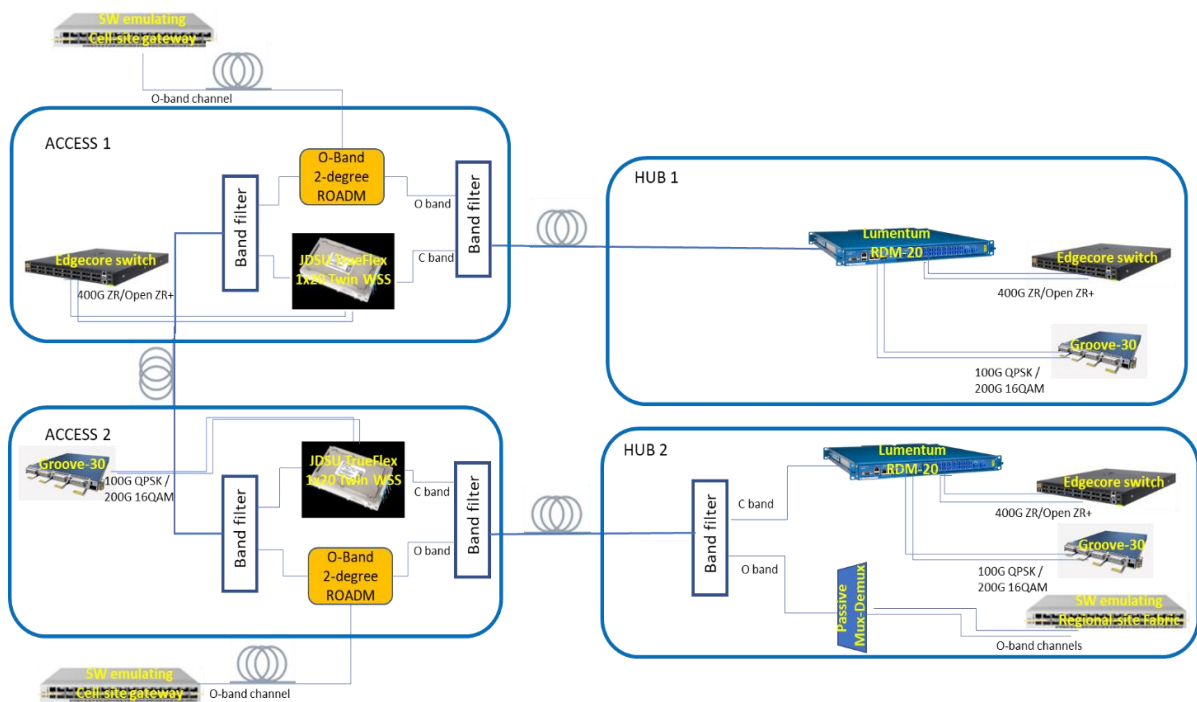 SW emulating
Cell site gateway
O-band channel
ACCESS 1
O-Band
2-degree
ROADM
Band filter
Band filter
O band
C band
JDSU TrueFlex
1x20 Twin WSS
Edgecore switch
400G ZR/Open ZR+
HUB 1
Lumentum
RDM-20
Edgecore switch
400G ZR/Open ZR+
Groove-30
100G QPSK /
200G 16QAM
ACCESS 2
Groove-30
100G QPSK /
200G 16QAM
JDSU TrueFlex
1x20 Twin WSS
Band filter
Band filter
C band
O band
O-Band
2-degree
ROADM
SW emulating
Cell site gateway
O-band channel
HUB 2
Band filter
C band
O band
Lumentum
RDM-20
Edgecore switch
400G ZR/Open ZR+
Groove-30
100G QPSK /
200G 16QAM
Passive
Mux-Demux
SW emulating
Regional-site Fabric
O-band channels